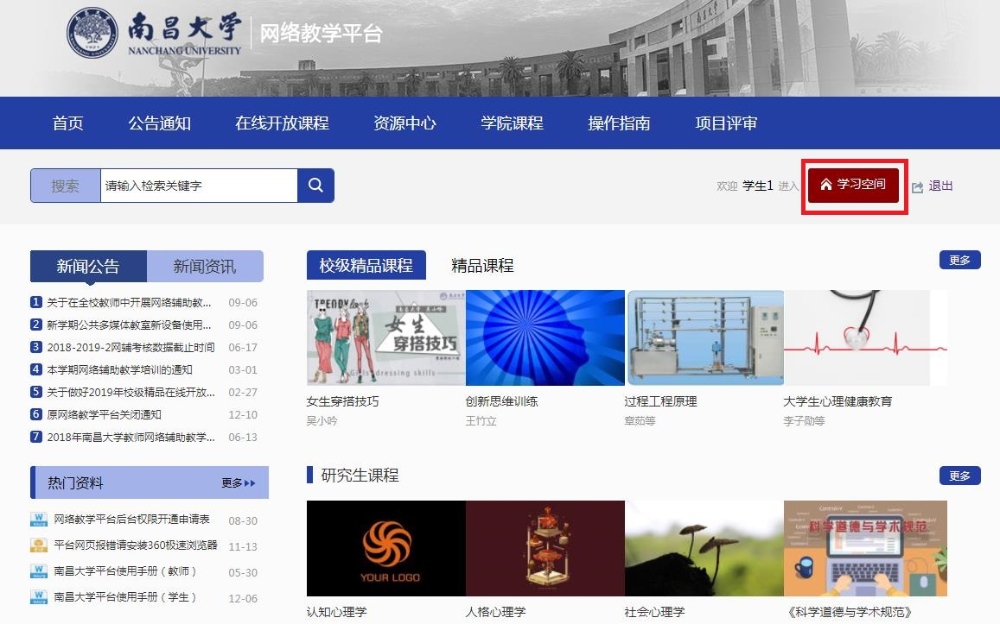 南昌大学
NANCHANG UNIVERSITY
网络教学平台
首页 公告通知 在线开放课程 资源中心 学院课程 操作指南 项目评审
搜索 请输入检索关键字
欢迎 学生1 进入 学习空间 退出
新闻公告 新闻资讯
1 关于在全校教师中开展网络辅助教... 09-06
2 新学期公共多媒体教室新设备使用... 09-06
3 2018-2019-2网辅考核数据截止时间 06-17
4 本学期网络辅助教学培训的通知 03-01
5 关于做好2019年校级精品在线开放... 02-27
6 原网络教学平台关闭通知 12-10
7 2018年南昌大学教师网络辅助教学... 06-13
热门资料 更多
网络教学平台后台权限开通申请表 08-30
平台网页报错请安装360极速浏览器 11-13
南昌大学平台使用手册（教师） 05-30
南昌大学平台使用手册（学生） 12-06
校级精品课程 精品课程 更多
TRENDY look
南昌大学 吴小吟
女生
穿搭技巧
Girls dressing skills
女生穿搭技巧 创新思维训练 过程工程原理 大学生心理健康教育
吴小吟 王竹立 章茹等 李子勋等
研究生课程 更多
YOUR LOGO
Control+V
Control+C
科学道德与学术规范
认知心理学 人格心理学 社会心理学 《科学道德与学术规范》